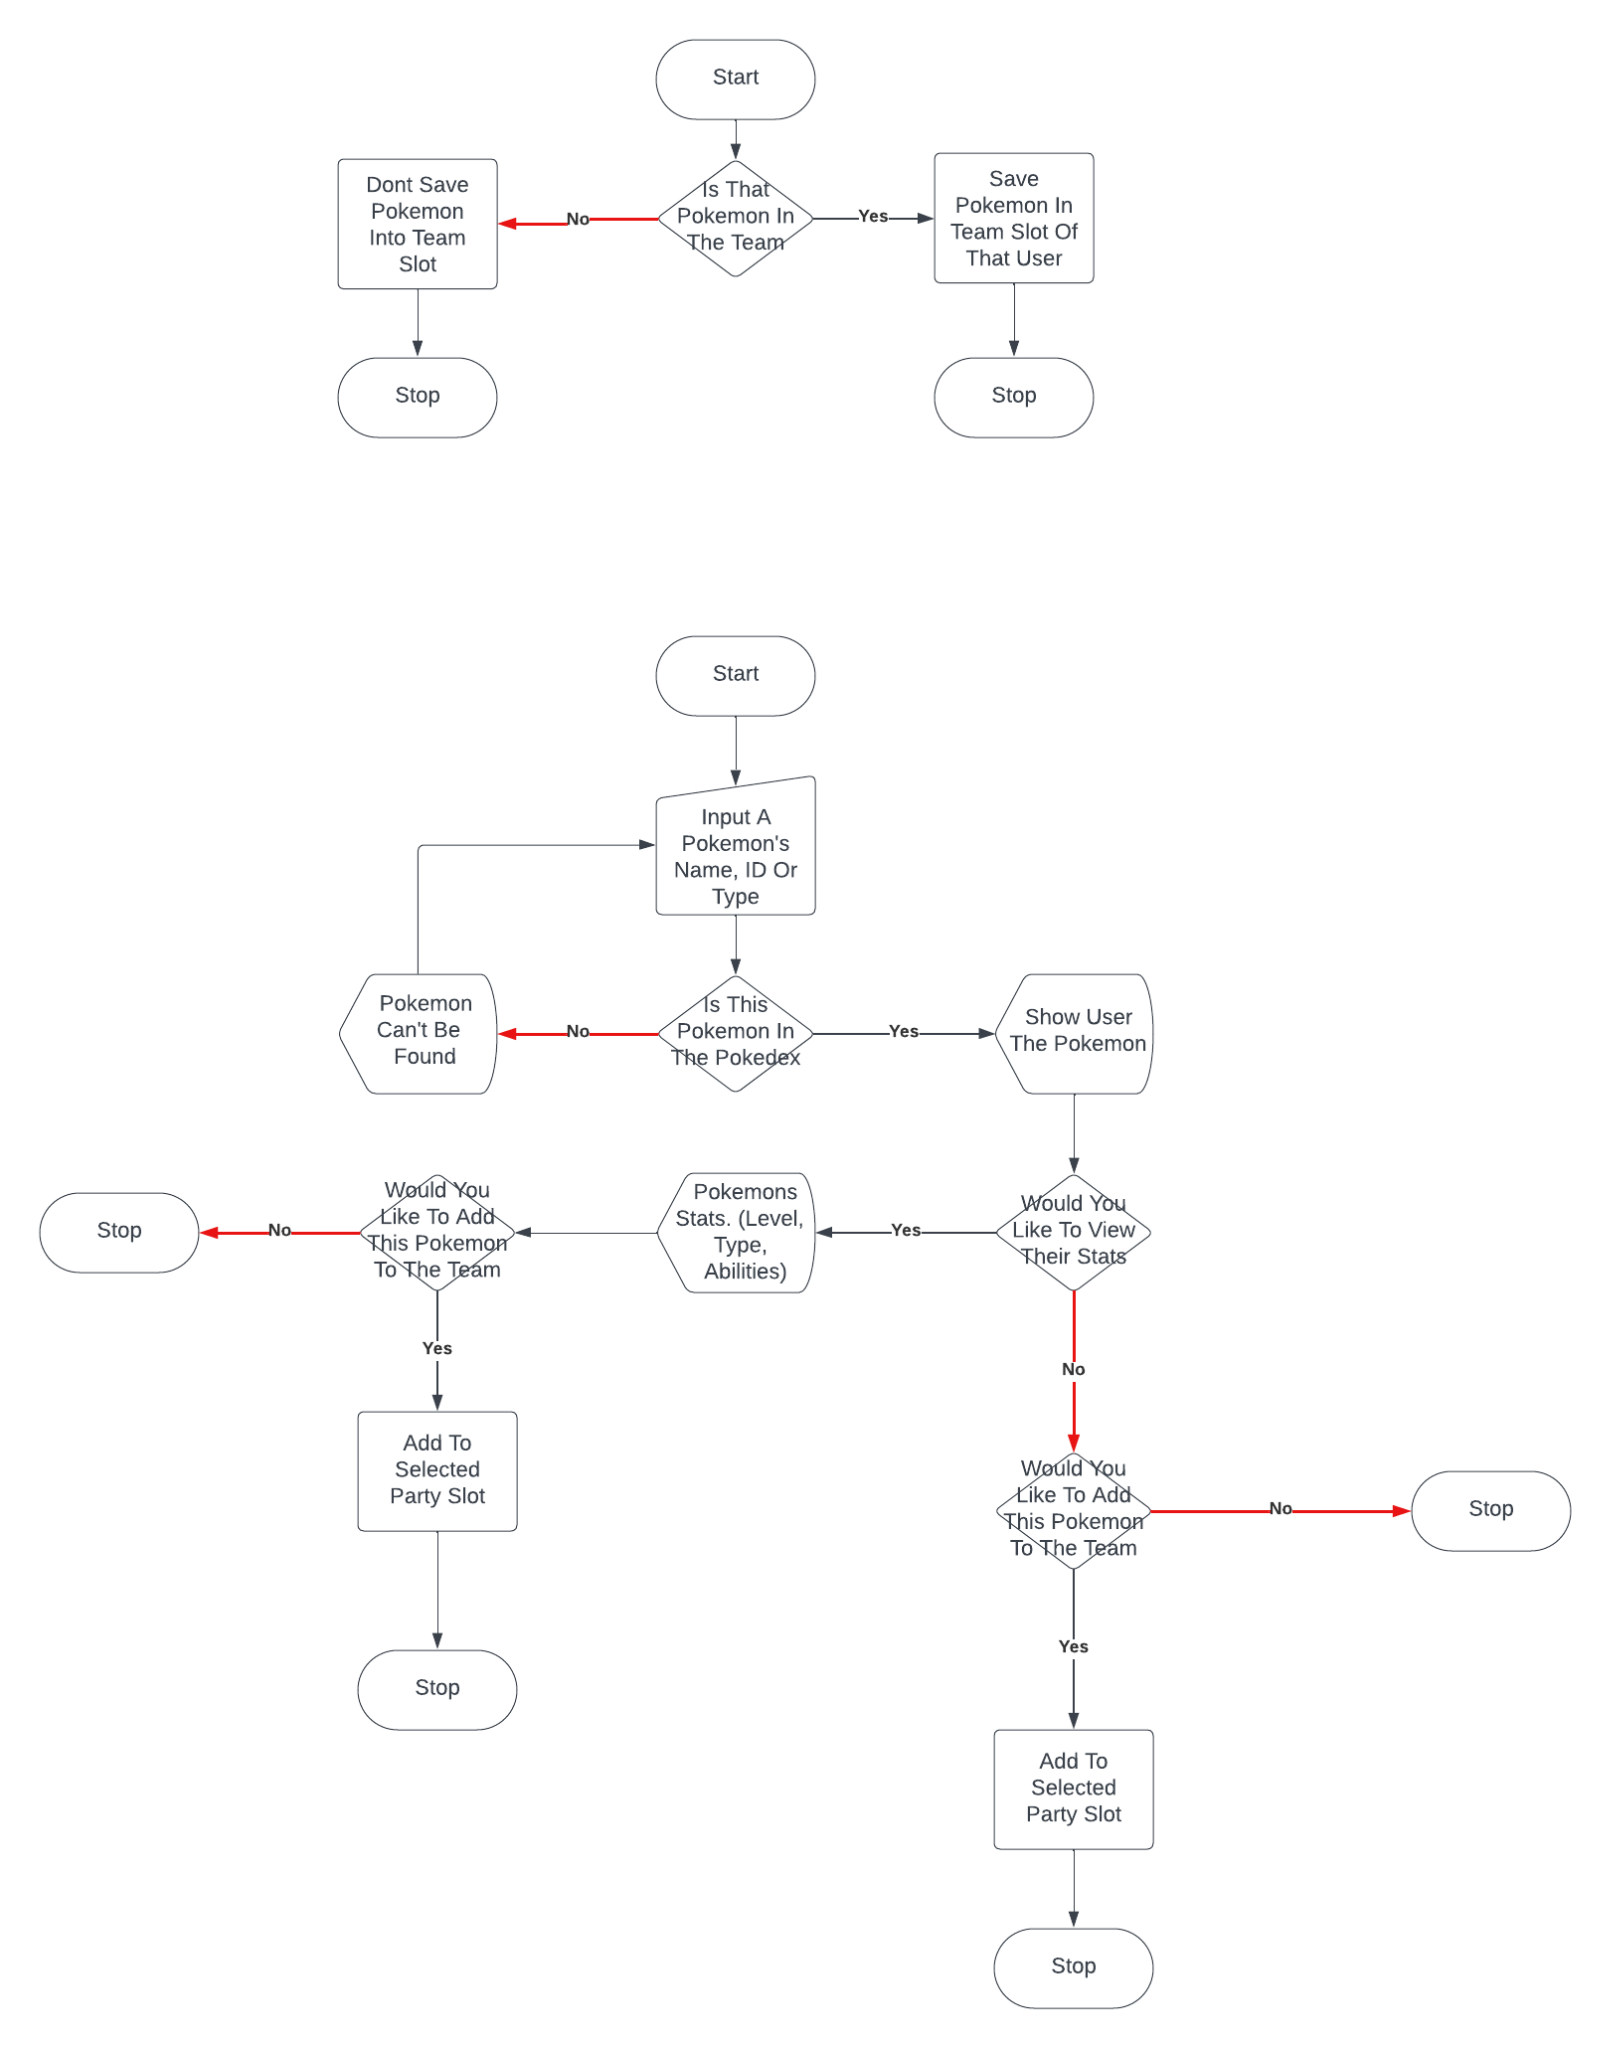 Start
Is That
Pokemon In
The Team
No
Yes
Dont Save
Pokemon
Into Team
Slot
Save
Pokemon In
Team Slot Of
That User
Stop
Stop
Start
Input A
Pokemon's
Name, ID Or
Type
Is This
Pokemon In
The Pokedex
No
Yes
Pokemon
Can't Be
Found
Show User
The Pokemon
Would You
Like To View
Their Stats
Yes
Pokemons
Stats. (Level,
Type,
Abilities)
Would You
Like To Add
This Pokemon
To The Team
No
Stop
Yes
Add To
Selected
Party Slot
Stop
No
Would You
Like To Add
This Pokemon
To The Team
No
Stop
Yes
Add To
Selected
Party Slot
Stop